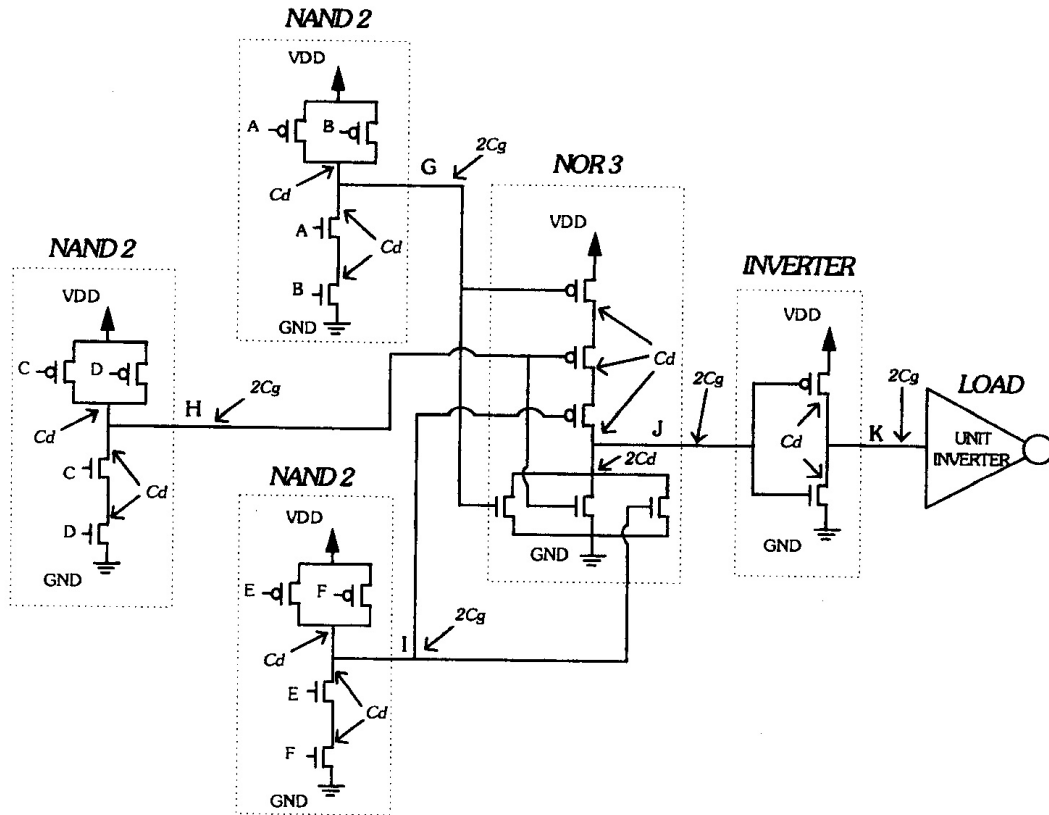 NAND 2
VDD
A
B
Cd
G
2Cg
A
Cd
B
GND
NAND 2
VDD
C
D
Cd
H
2Cg
C
Cd
D
GND
NAND 2
VDD
E
F
Cd
I
2Cg
E
Cd
F
GND
NOR 3
VDD
Cd
J
2Cg
2Cd
GND
INVERTER
VDD
Cd
K
2Cg
GND
LOAD
UNIT
INVERTER